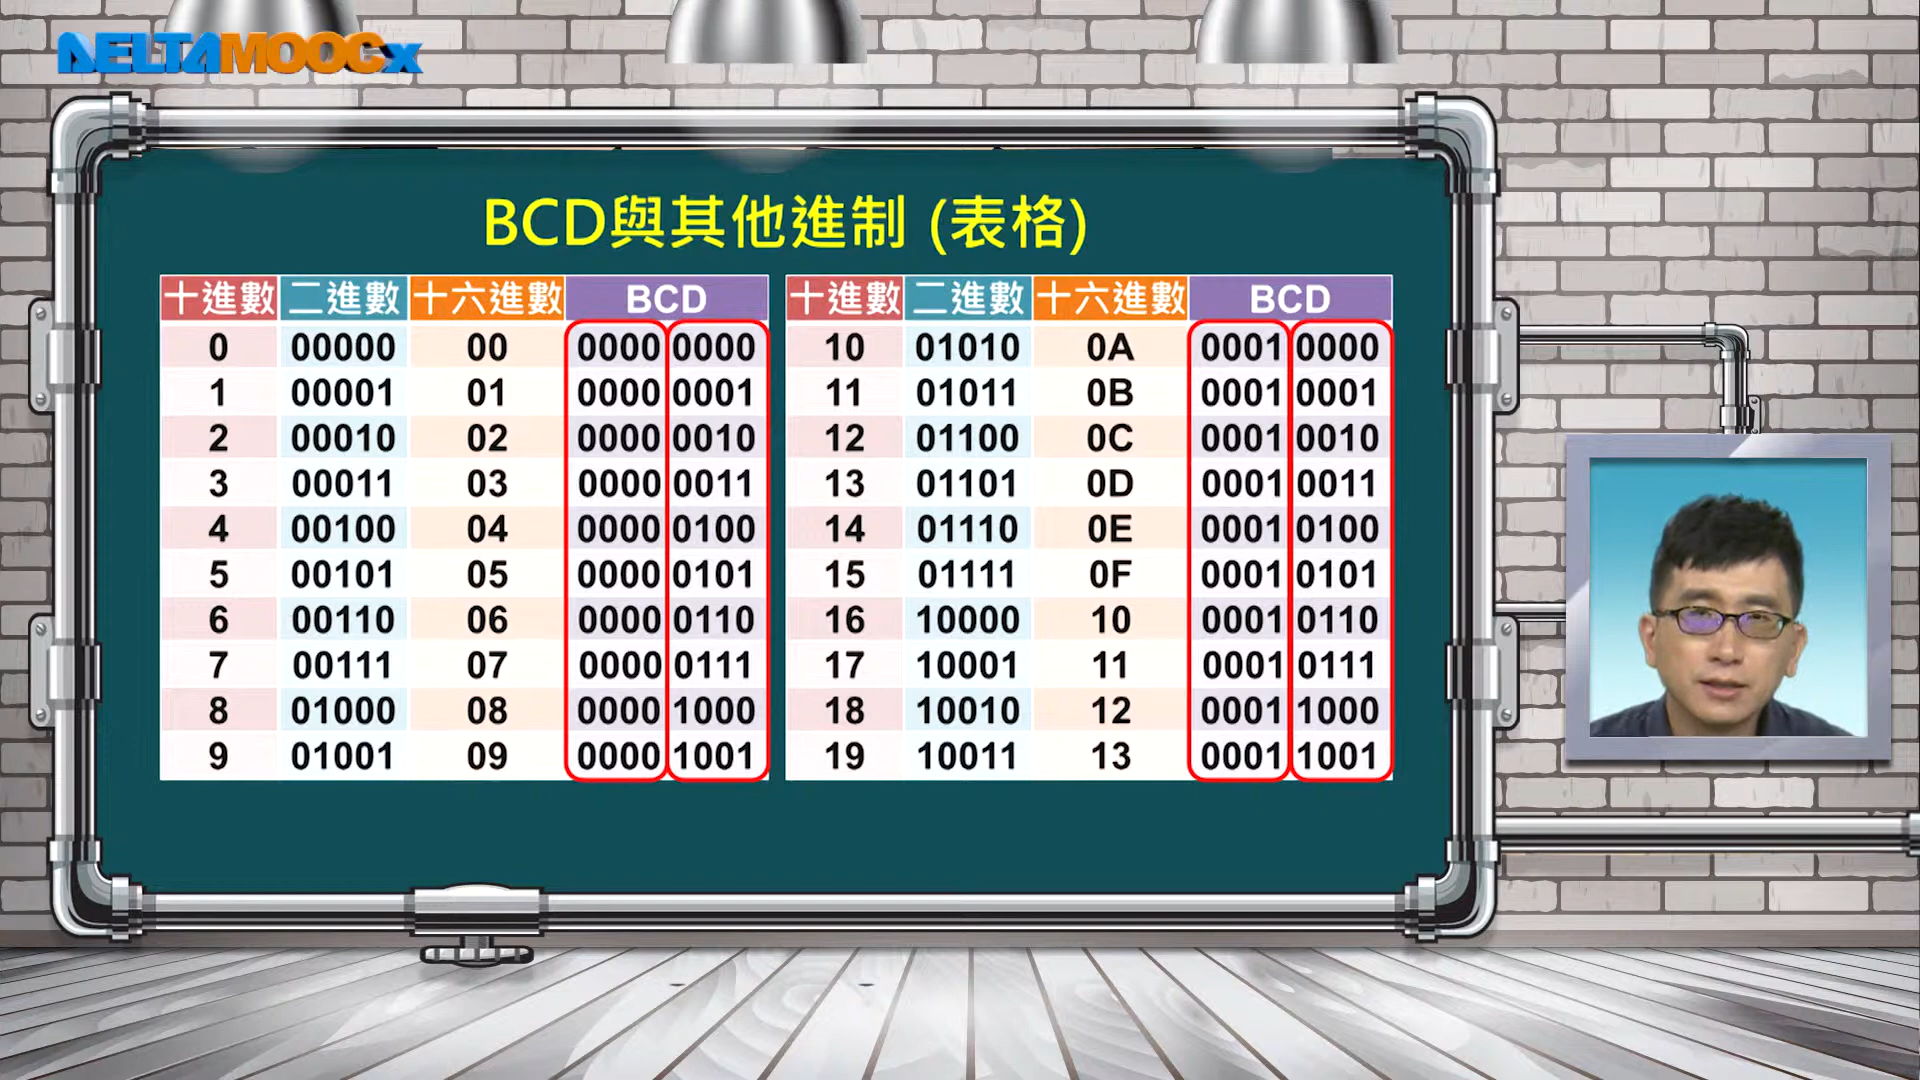 DELTAMOOCx
BCD與其他進制 (表格)
十進數 二進數 十六進數 BCD 十進數 二進數 十六進數 BCD
0 00000 00 0000 0000 10 01010 0A 0001 0000
1 00001 01 0000 0001 11 01011 0B 0001 0001
2 00010 02 0000 0010 12 01100 0C 0001 0010
3 00011 03 0000 0011 13 01101 0D 0001 0011
4 00100 04 0000 0100 14 01110 0E 0001 0100
5 00101 05 0000 0101 15 01111 0F 0001 0101
6 00110 06 0000 0110 16 10000 10 0001 0110
7 00111 07 0000 0111 17 10001 11 0001 0111
8 01000 08 0000 1000 18 10010 12 0001 1000
9 01001 09 0000 1001 19 10011 13 0001 1001